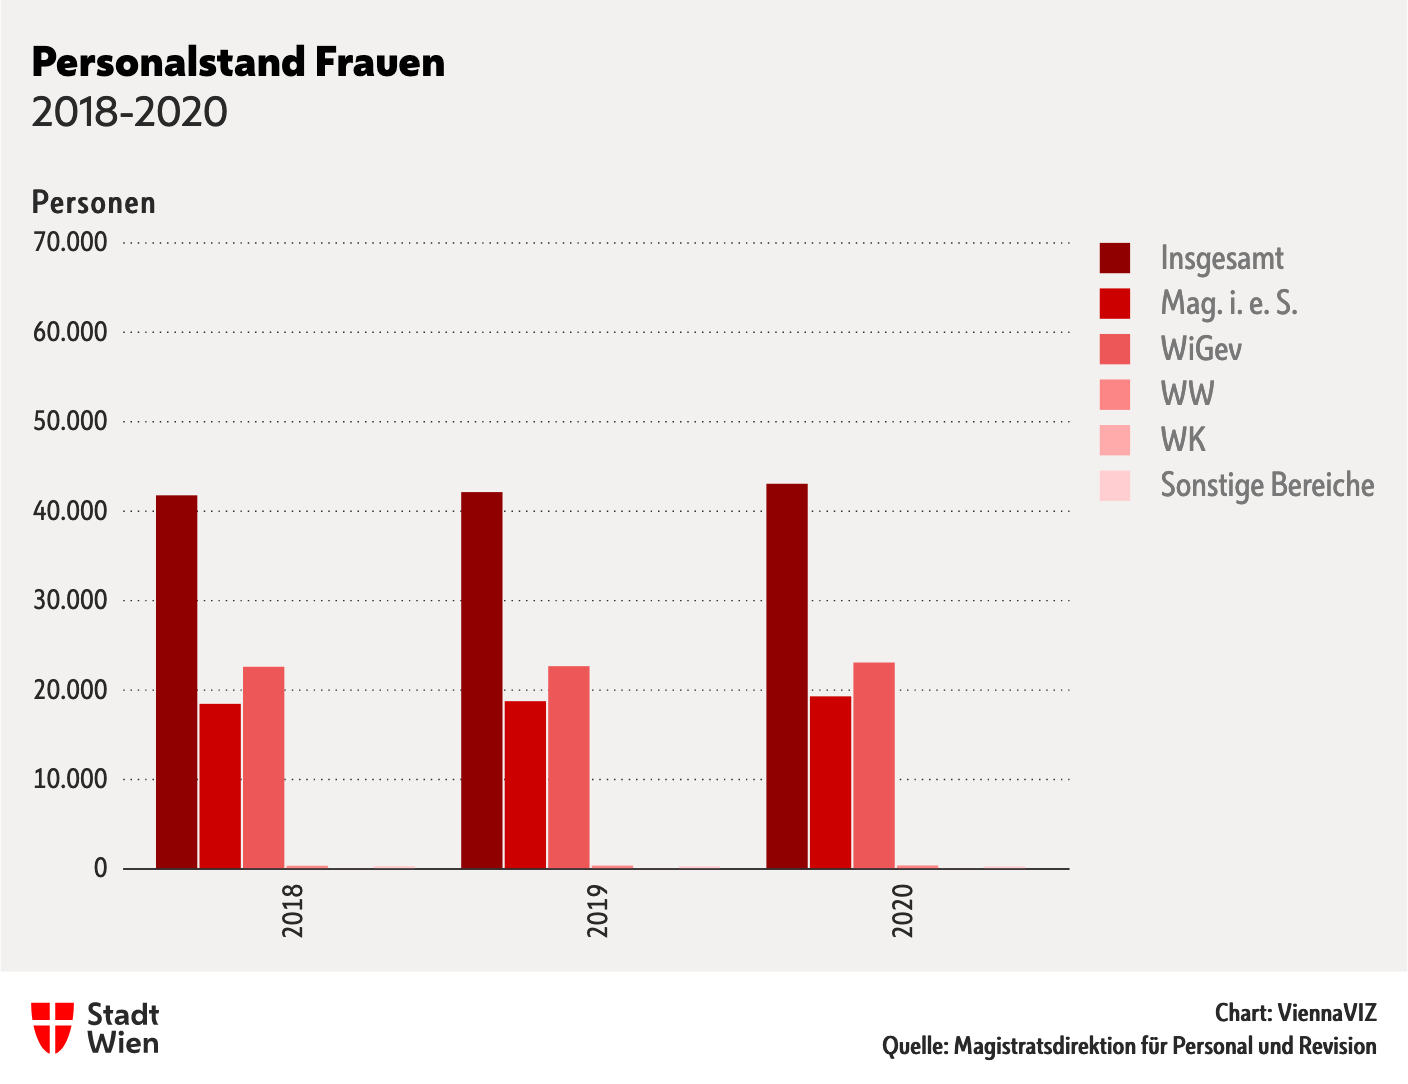 Personalstand Frauen
2018-2020
Personen
70.000
60.000
50.000
40.000
30.000
20.000
10.000
0
2018
2019
2020
Insgesamt
Mag. i. e. S.
WiGev
WW
WK
Sonstige Bereiche
Stadt
Wien
Chart: ViennaVIZ
Quelle: Magistratsdirektion für Personal und Revision